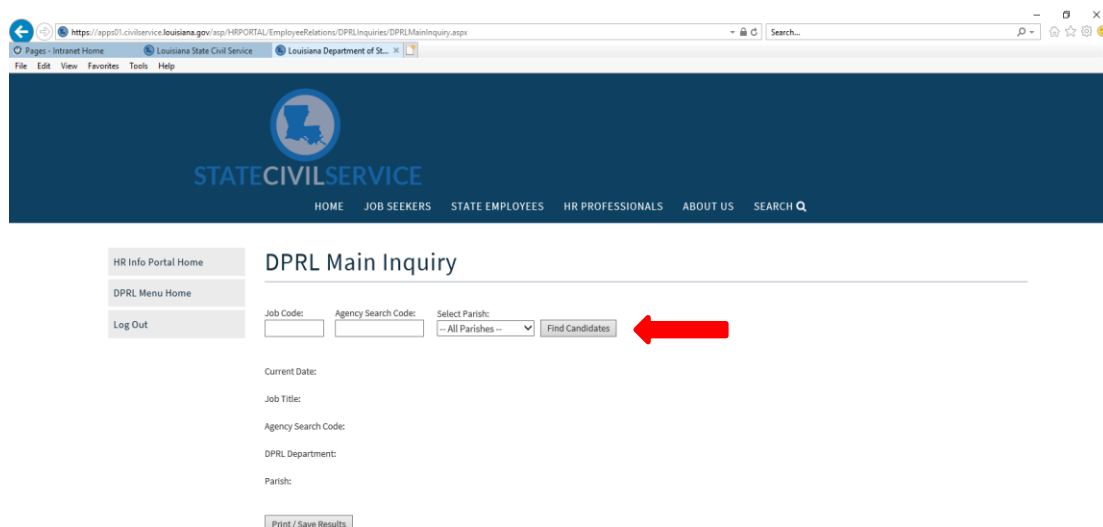 https://apps01.civilservice.louisiana.gov/asp/HRPORTAL/EmployeeRelations/DPRLInquiries/DPRLMainInquiry.aspx
Search...
Pages - Intranet Home
Louisiana State Civil Service
Louisiana Department of St...
File Edit View Favorites Tools Help
STATECIVILSERVICE
HOME JOB SEEKERS STATE EMPLOYEES HR PROFESSIONALS ABOUT US SEARCH
HR Info Portal Home
DPRL Menu Home
Log Out
DPRL Main Inquiry
Job Code: Agency Search Code: Select Parish:
-- All Parishes -- Find Candidates
Current Date:
Job Title:
Agency Search Code:
DPRL Department:
Parish:
Print / Save Results